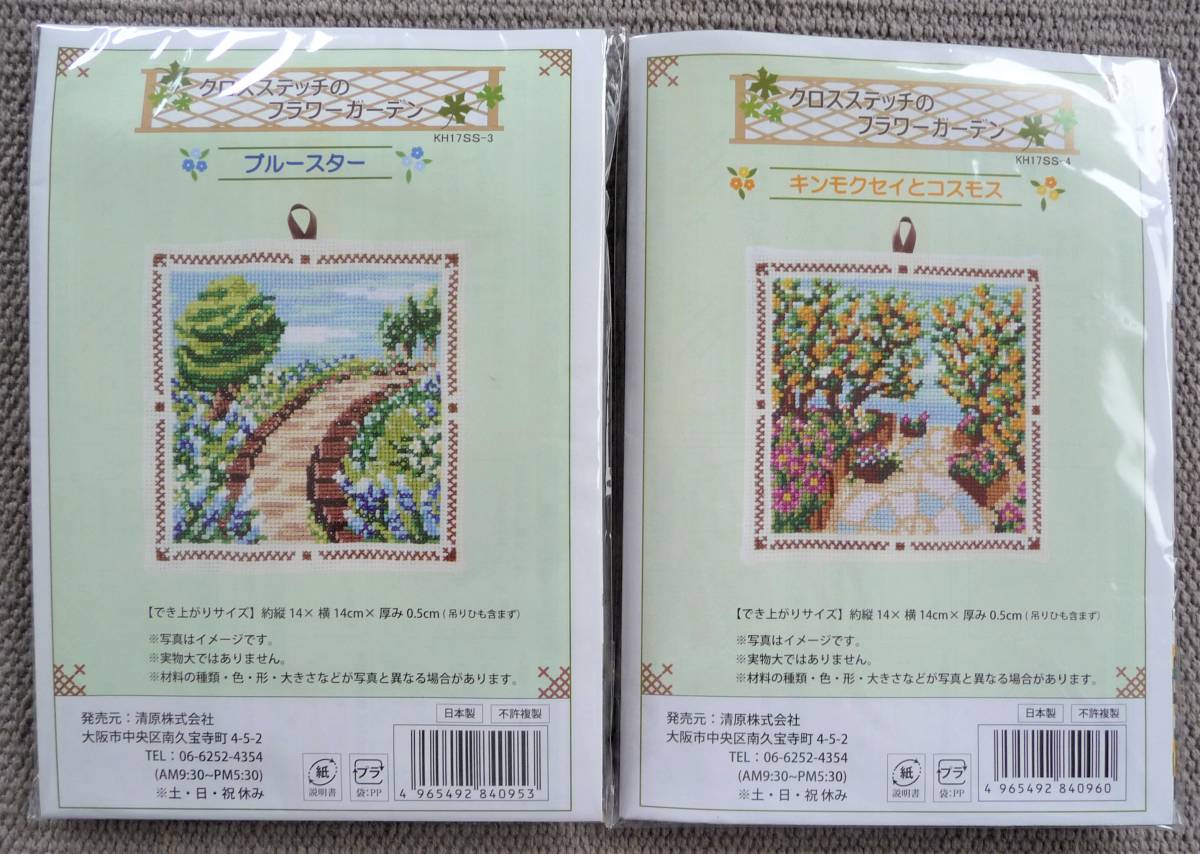 クロスステッチの
フラワーガーデン
KH17SS-3
ブルースター
【でき上がりサイズ】約縦 14× 横 14cm× 厚み 0.5cm ( 吊りひも含まず)
※写真はイメージです。
※実物大ではありません。
※材料の種類・色・形・大きさなどが写真と異なる場合があります。
発売元：清原株式会社
大阪市中央区南久宝寺町 4-5-2
TEL：06-6252-4354
(AM9:30~PM5:30)
※土・日・祝 休み
紙
説明書
プラ
袋:PP
日本製
不許複製
4 965492 840953
クロスステッチの
フラワーガーデン
KH17SS-4
キンモクセイとコスモス
【でき上がりサイズ】約縦 14× 横 14cm× 厚み 0.5cm ( 吊りひも含まず)
※写真はイメージです。
※実物大ではありません。
※材料の種類・色・形・大きさなどが写真と異なる場合があります。
発売元：清原株式会社
大阪市中央区南久宝寺町 4-5-2
TEL：06-6252-4354
(AM9:30~PM5:30)
※土・日・祝 休み
紙
説明書
プラ
袋:PP
日本製
不許複製
4 965492 840960